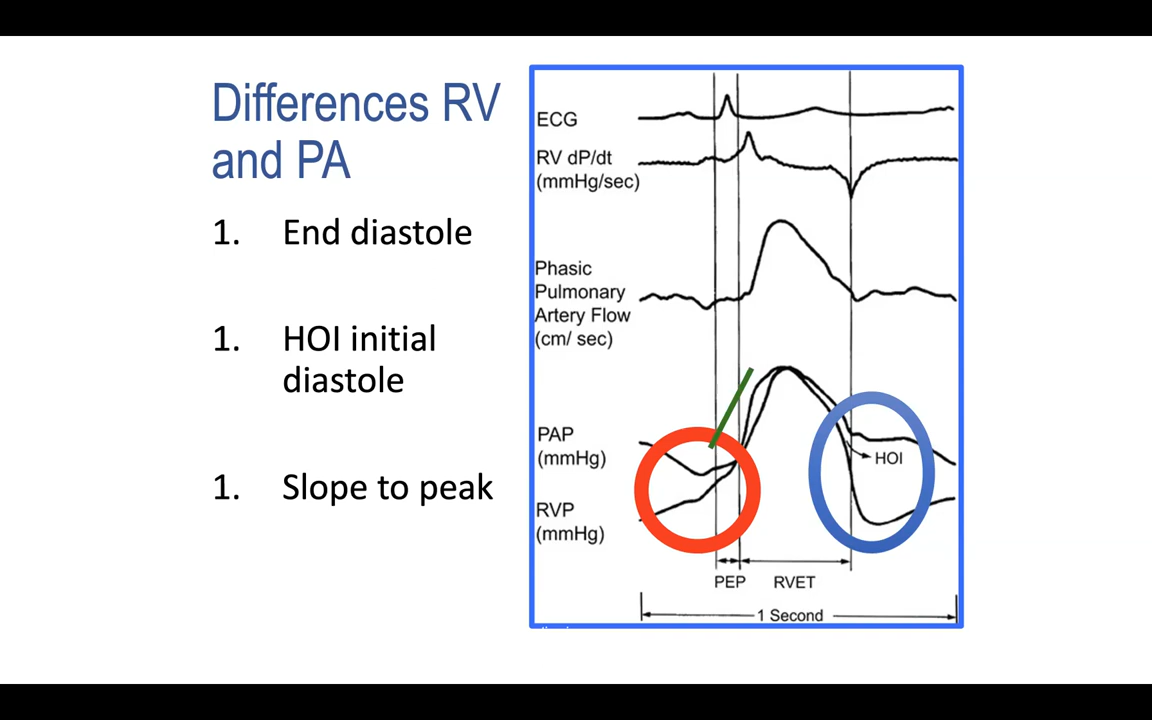 Differences RV
and PA
1. End diastole
1. HOI initial
diastole
1. Slope to peak
ECG
RV dP/dt
(mmHg/sec)
Phasic
Pulmonary
Artery Flow
(cm/ sec)
PAP
(mmHg)
HOI
RVP
(mmHg)
PEP RVET
1 Second